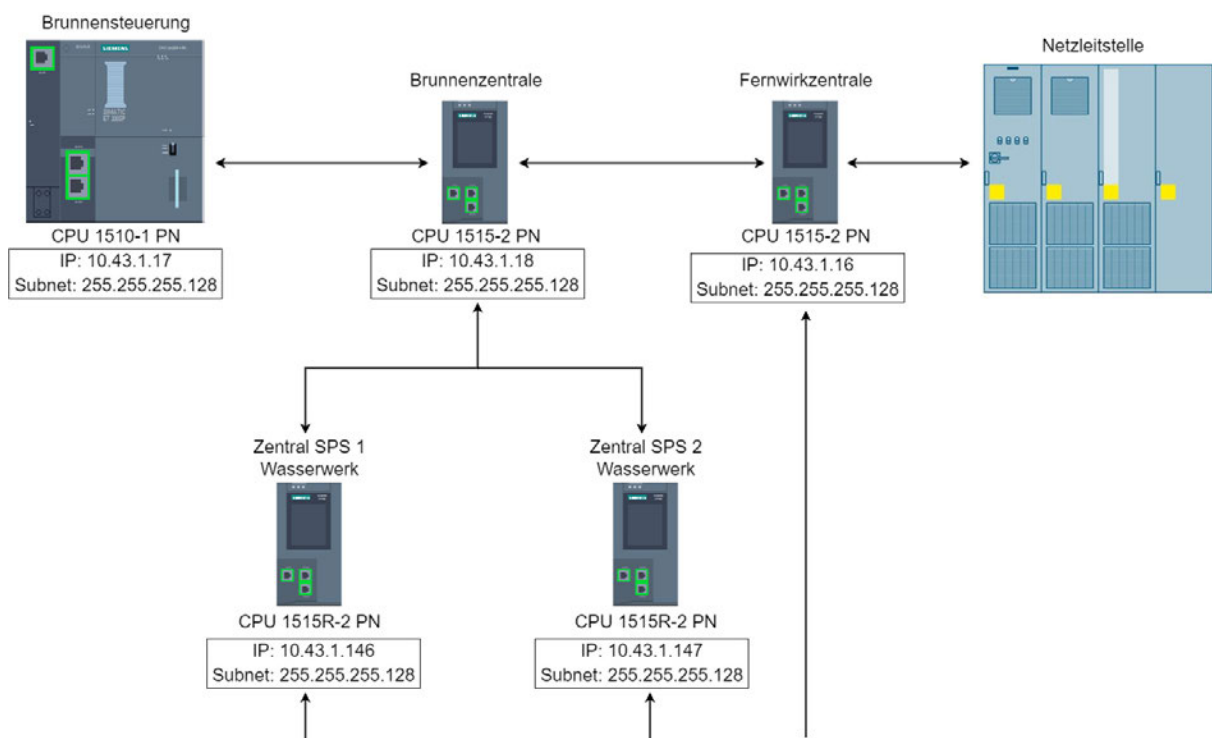 Brunnensteuerung
SIEMENS
SIMATIC
ET 200SP
CPU 1510-1 PN
IP: 10.43.1.17
Subnet: 255.255.255.128
Brunnenzentrale
CPU 1515-2 PN
IP: 10.43.1.18
Subnet: 255.255.255.128
Fernwirkzentrale
CPU 1515-2 PN
IP: 10.43.1.16
Subnet: 255.255.255.128
Netzleitstelle
Zentral SPS 1
Wasserwerk
CPU 1515R-2 PN
IP: 10.43.1.146
Subnet: 255.255.255.128
Zentral SPS 2
Wasserwerk
CPU 1515R-2 PN
IP: 10.43.1.147
Subnet: 255.255.255.128